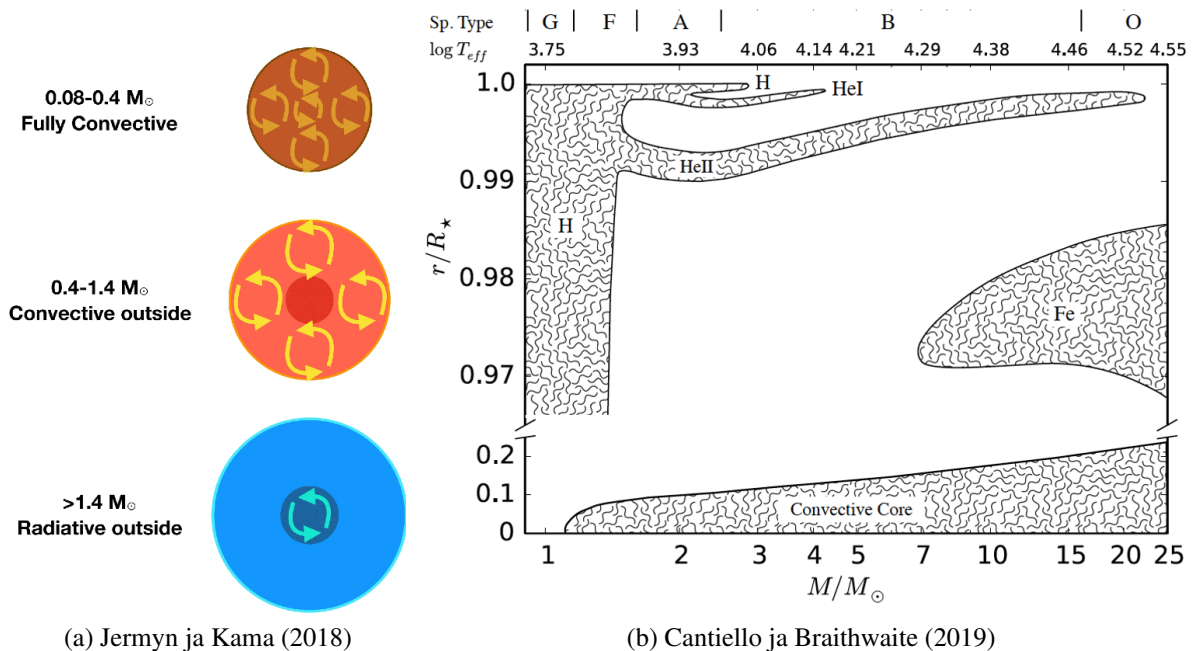 0.08-0.4 M☉
Fully Convective
0.4-1.4 M☉
Convective outside
>1.4 M☉
Radiative outside
(a) Jermyn ja Kama (2018)
Sp. Type | G | F | A | B | O
log T_eff 3.75 3.93 4.06 4.14 4.21 4.29 4.38 4.46 4.52 4.55
1.0
0.99
0.98
0.97
0.2
0.1
0
r/R⋆
H
HeI
HeII
H
Fe
Convective Core
1 2 3 4 5 7 10 15 20 25
M/M☉
(b) Cantiello ja Braithwaite (2019)